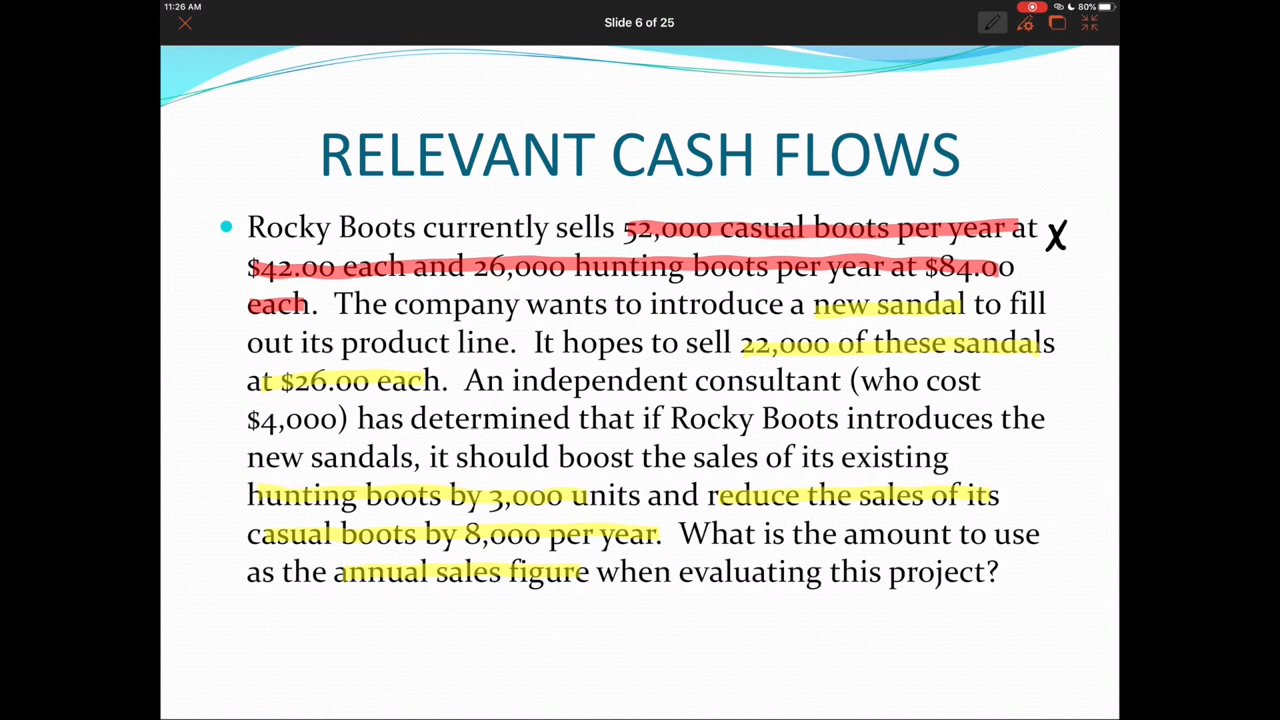 11:26 AM
80%
Slide 6 of 25
RELEVANT CASH FLOWS
• Rocky Boots currently sells 52,000 casual boots per year at X
$42.00 each and 26,000 hunting boots per year at $84.00
each. The company wants to introduce a new sandal to fill
out its product line. It hopes to sell 22,000 of these sandals
at $26.00 each. An independent consultant (who cost
$4,000) has determined that if Rocky Boots introduces the
new sandals, it should boost the sales of its existing
hunting boots by 3,000 units and reduce the sales of its
casual boots by 8,000 per year. What is the amount to use
as the annual sales figure when evaluating this project?